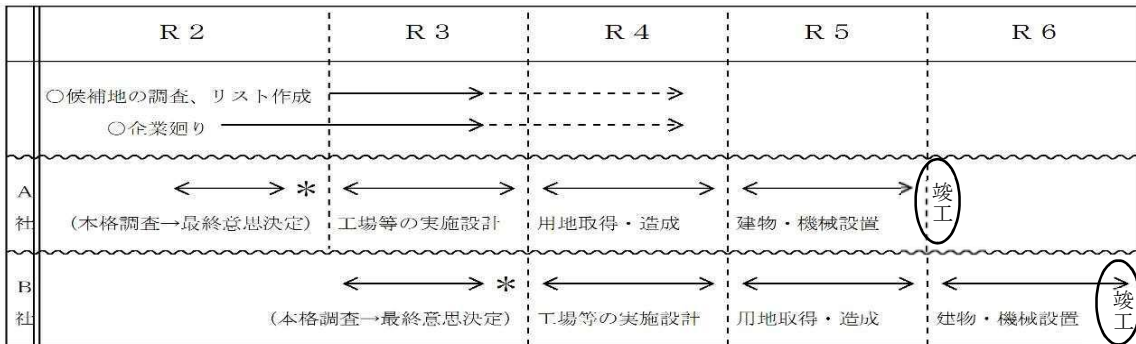 R2 R3 R4 R5 R6
○候補地の調査、リスト作成
○企業廻り
A社
*
(本格調査→最終意思決定) 工場等の実施設計 用地取得・造成 建物・機械設置
竣工
B社
*
(本格調査→最終意思決定) 工場等の実施設計 用地取得・造成 建物・機械設置
竣工